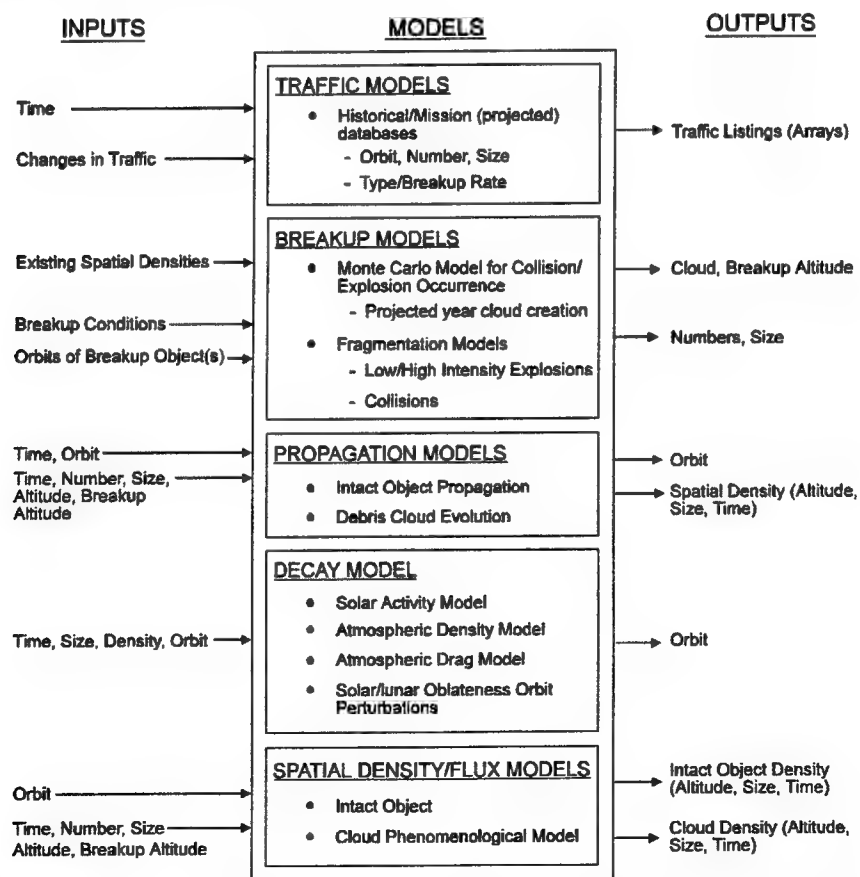 INPUTS
MODELS
OUTPUTS
Time
Changes in Traffic
TRAFFIC MODELS
• Historical/Mission (projected)
databases
- Orbit, Number, Size
- Type/Breakup Rate
Traffic Listings (Arrays)
Existing Spatial Densities
Breakup Conditions
Orbits of Breakup Object(s)
BREAKUP MODELS
• Monte Carlo Model for Collision/
Explosion Occurrence
- Projected year cloud creation
• Fragmentation Models
- Low/High Intensity Explosions
- Collisions
Cloud, Breakup Altitude
Numbers, Size
Time, Orbit
Time, Number, Size,
Altitude, Breakup
Altitude
PROPAGATION MODELS
• Intact Object Propagation
• Debris Cloud Evolution
Orbit
Spatial Density (Altitude,
Size, Time)
Time, Size, Density, Orbit
DECAY MODEL
• Solar Activity Model
• Atmospheric Density Model
• Atmospheric Drag Model
• Solar/lunar Oblateness Orbit
Perturbations
Orbit
Orbit
Time, Number, Size
Altitude, Breakup Altitude
SPATIAL DENSITY/FLUX MODELS
• Intact Object
• Cloud Phenomenological Model
Intact Object Density
(Altitude, Size, Time)
Cloud Density (Altitude,
Size, Time)